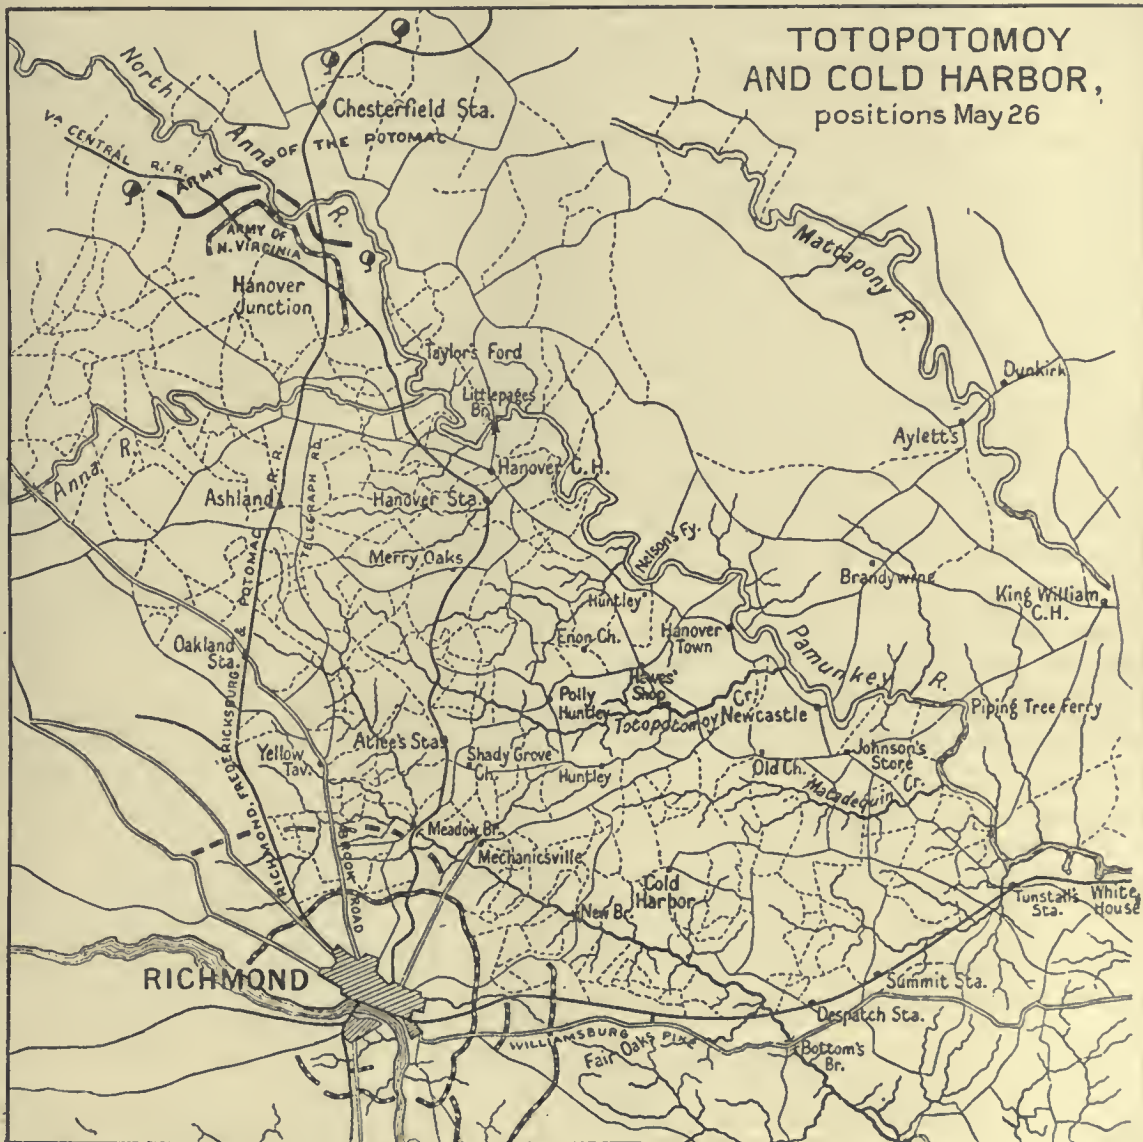 TOTOPOTOMOY
AND COLD HARBOR,
positions May 26
North
Anna
R.
Chesterfield Sta.
Vᴬ CENTRAL R.R.
ARMY OF THE POTOMAC
ARMY OF
N. VIRGINIA
Hanover
Junction
Mattapony R.
Taylor's Ford
Littlepages
Br.
Dunkirk
Aylett's
Anna R.
Hanover C.H.
Ashland
Hanover Sta.
TELEGRAPH RD.
Merry Oaks
Nelson's Fy.
Brandywine
King William
C.H.
Huntley
Enon Ch.
Hanover
Town
Oakland
Sta.
Pamunkey R.
Hawes'
Shop
Polly
Huntley
Totopotomoy Cr.
Newcastle
Piping Tree Ferry
RICHMOND, FREDERICKSBURG & POTOMAC R.R.
Yellow
Tav.
Atlee's Sta.
Shady Grove
Ch.
Huntley
Old Ch.
Johnson's
Store
Matadequin Cr.
Meadow Br.
Mechanicsville
BROOK ROAD
Cold
Harbor
New Br.
Tunstall's
Sta.
White
House
RICHMOND
Summit Sta.
Despatch Sta.
WILLIAMSBURG PIKE
Fair Oaks
Bottom's
Br.